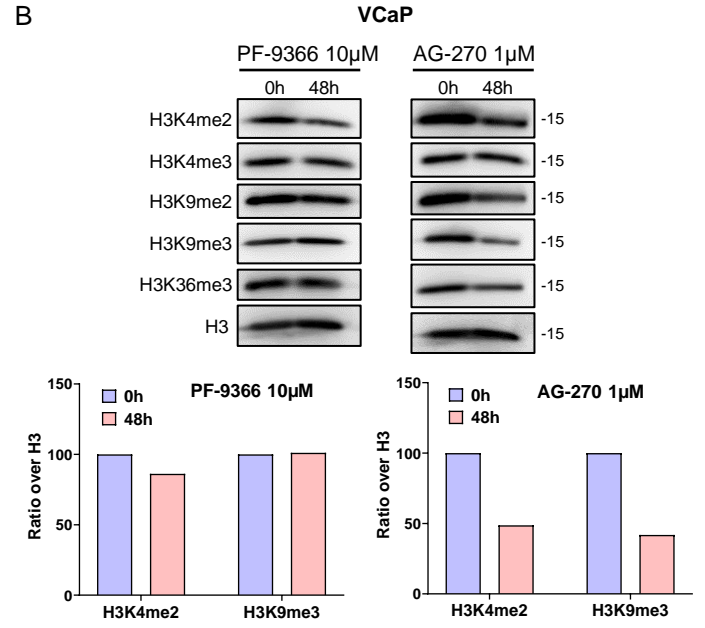 B
VCaP
PF-9366 10µM
AG-270 1µM
0h 48h
0h 48h
H3K4me2
-15
H3K4me3
-15
H3K9me2
-15
H3K9me3
-15
H3K36me3
-15
H3
-15
PF-9366 10µM
0h
48h
Ratio over H3
150
100
50
0
H3K4me2 H3K9me3
AG-270 1µM
0h
48h
Ratio over H3
150
100
50
0
H3K4me2 H3K9me3